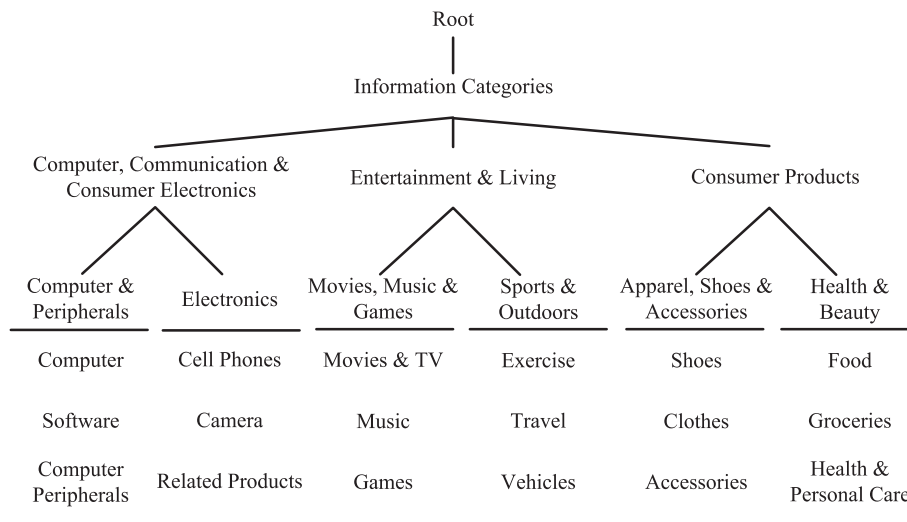 Root
Information Categories
Computer, Communication &
Consumer Electronics
Entertainment & Living
Consumer Products
Computer &
Peripherals
Electronics
Movies, Music &
Games
Sports &
Outdoors
Apparel, Shoes &
Accessories
Health &
Beauty
Computer
Cell Phones
Movies & TV
Exercise
Shoes
Food
Software
Camera
Music
Travel
Clothes
Groceries
Computer
Peripherals
Related Products
Games
Vehicles
Accessories
Health &
Personal Care